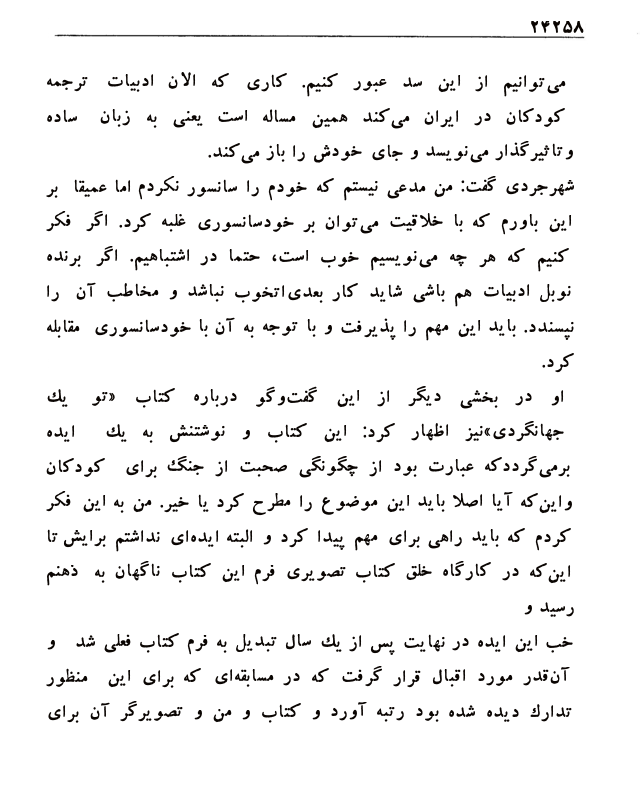 ۲۴۲۵۸
می‌توانیم از این سد عبور کنیم. کاری که الان ادبیات ترجمه
کودکان در ایران می‌کند همین مساله است یعنی به زبان ساده
وتاثیرگذار می‌نویسد و جای خودش را باز می‌کند.
شهرجردی گفت: من مدعی نیستم که خودم را سانسور نکردم اما عمیقا بر
این باورم که با خلاقیت می‌توان بر خودسانسوری غلبه کرد. اگر فکر
کنیم که هر چه می‌نویسیم خوب است، حتما در اشتباهیم. اگر برنده
نوبل ادبیات هم باشی شاید کار بعدی‌اتخوب نباشد و مخاطب آن را
نپسندد. باید این مهم را پذیرفت و با توجه به آن با خودسانسوری مقابله
کرد.
او در بخشی دیگر از این گفت‌وگو درباره کتاب «تو یك
جهانگردی»نیز اظهار کرد: این کتاب و نوشتنش به یك ایده
برمی‌گرددکه عبارت بود از چگونگی صحبت از جنگ برای کودکان
واین‌که آیا اصلا باید این موضوع را مطرح کرد یا خیر. من به این فکر
کردم که باید راهی برای مهم پیدا کرد و البته ایده‌ای نداشتم برایش تا
این‌که در کارگاه خلق کتاب تصویری فرم این کتاب ناگهان به ذهنم
رسید و
خب این ایده در نهایت پس از یك سال تبدیل به فرم کتاب فعلی شد و
آن‌قدر مورد اقبال قرار گرفت که در مسابقه‌ای که برای این منظور
تدارك دیده شده بود رتبه آورد و کتاب و من و تصویرگر آن برای